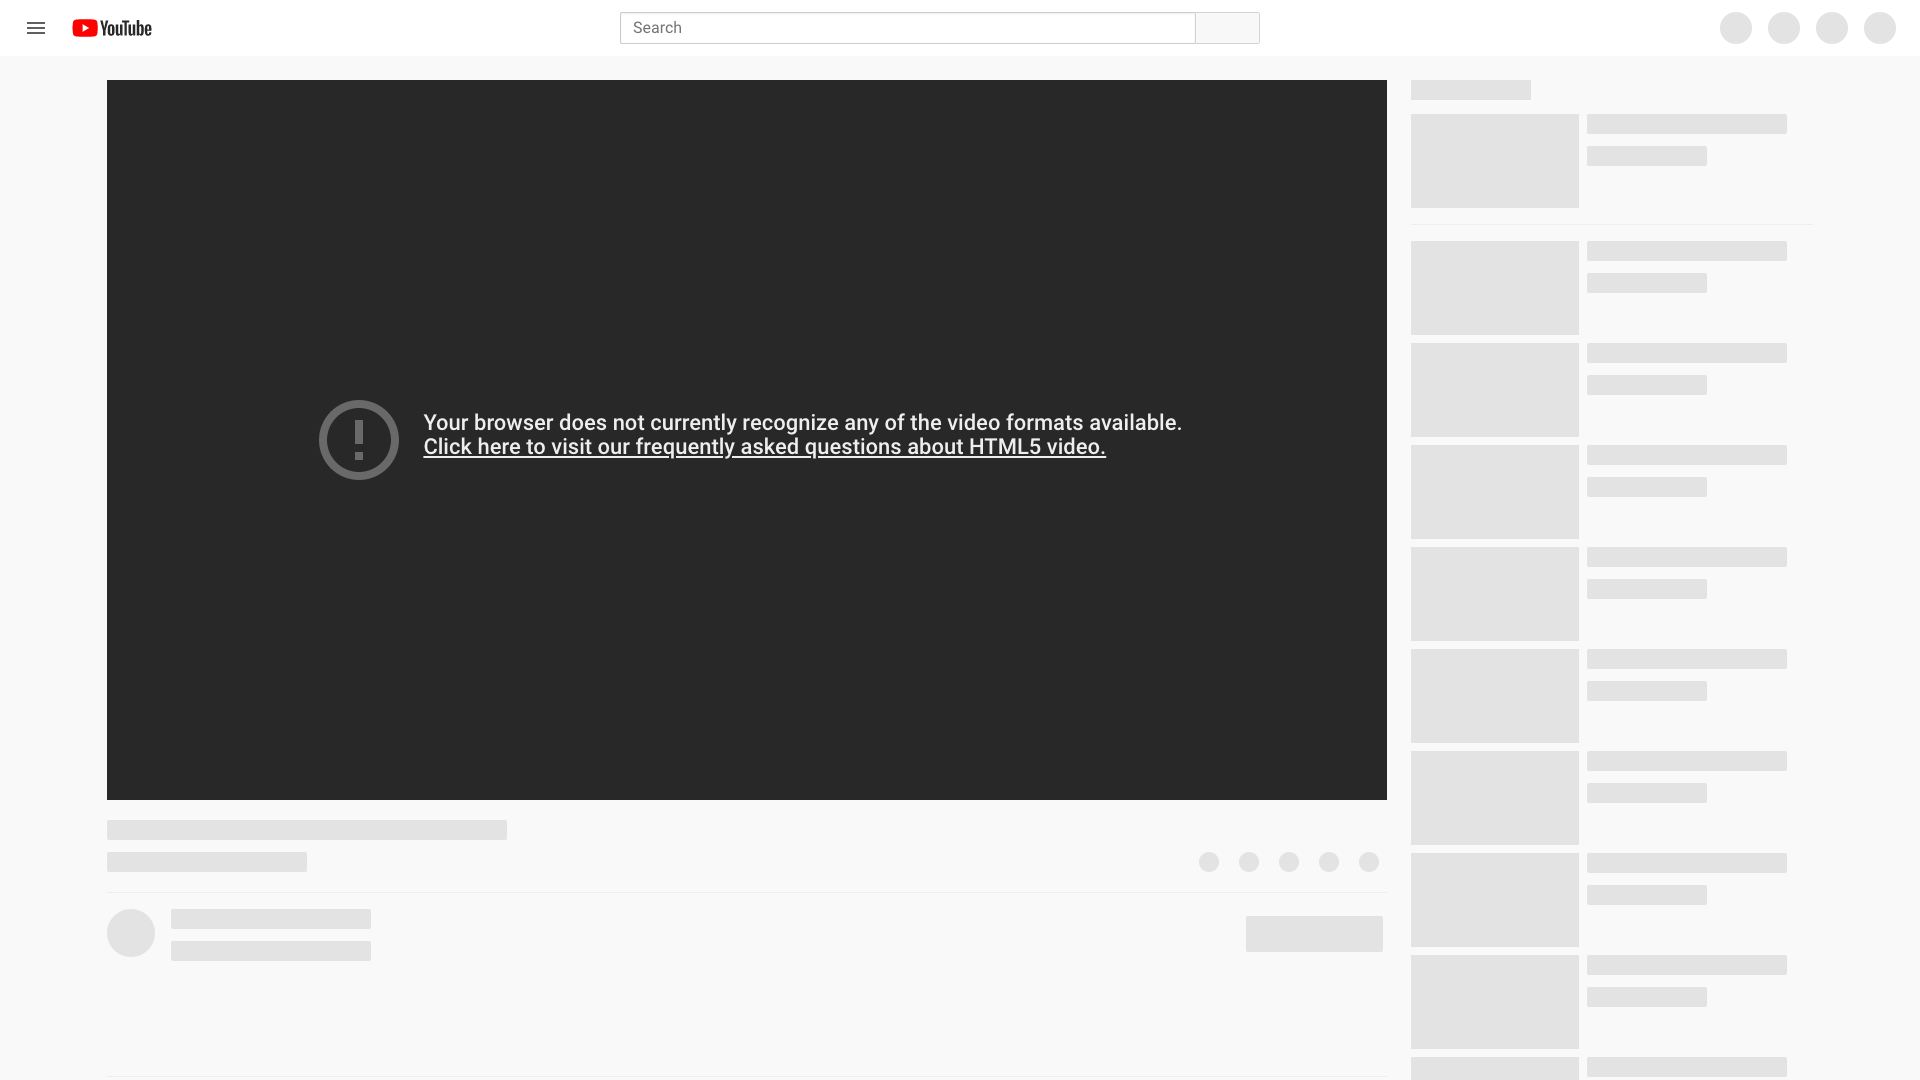 YouTube
Search
Your browser does not currently recognize any of the video formats available.
Click here to visit our frequently asked questions about HTML5 video.